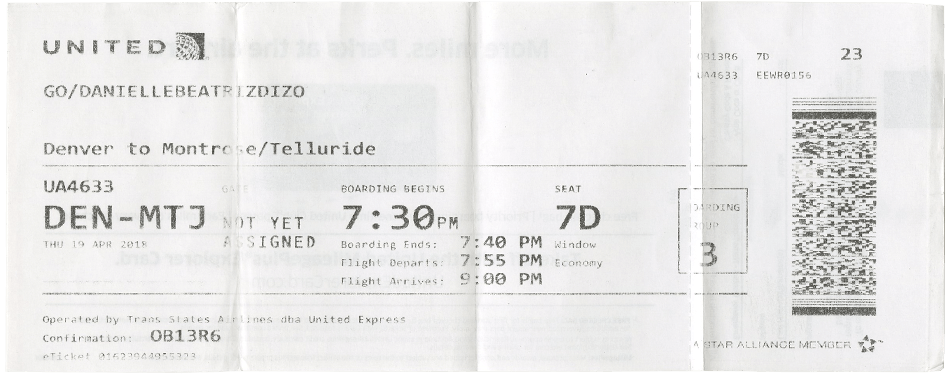 UNITED
GO/DANIELLEBEATRIZDIZO
Denver to Montrose/Telluride
UA4633
DEN-MTJ
THU 19 APR 2018
GATE
NOT YET
ASSIGNED
BOARDING BEGINS
7:30PM
Boarding Ends: 7:40 PM
Flight Departs: 7:55 PM
Flight Arrives: 9:00 PM
SEAT
7D
Window
Economy
BOARDING
GROUP
3
Operated by Trans States Airlines dba United Express
Confirmation: OB13R6
eTicket 01623944055323
OB13R6 7D 23
UA4633 EEWR0156
A STAR ALLIANCE MEMBER
More miles. Perks at the